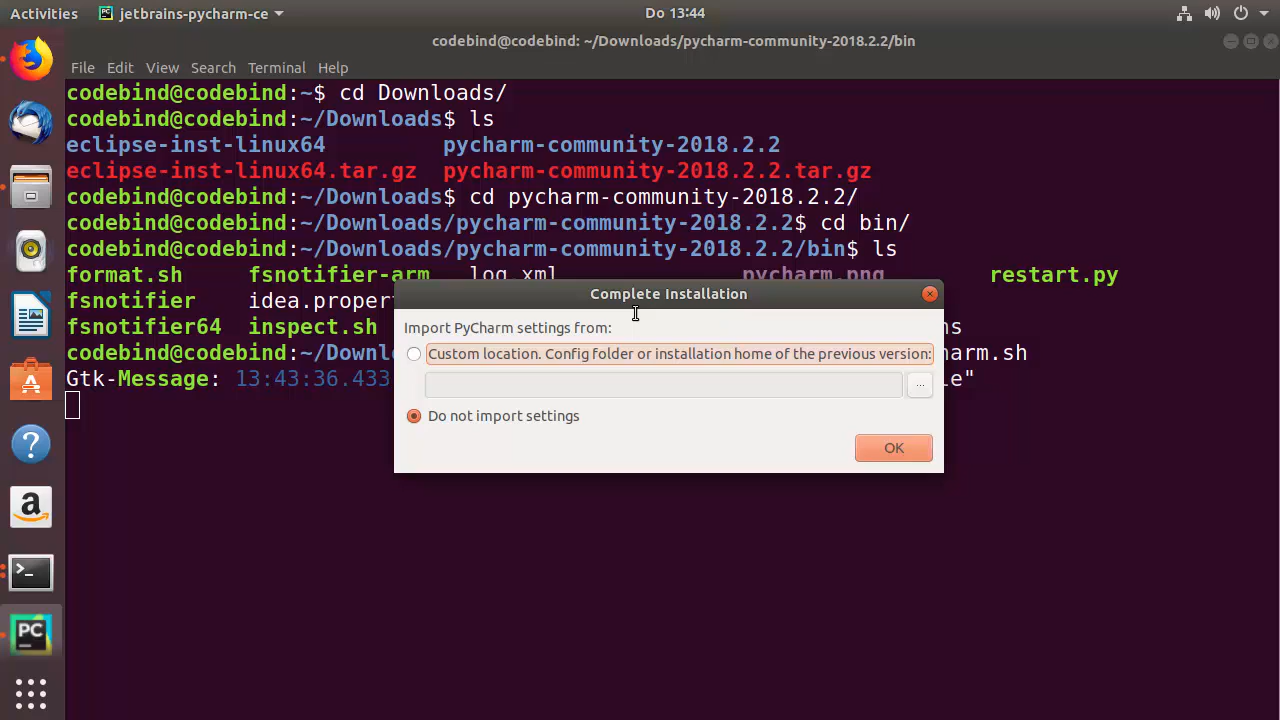 Activities jetbrains-pycharm-ce Do 13:44
codebind@codebind: ~/Downloads/pycharm-community-2018.2.2/bin
File Edit View Search Terminal Help
codebind@codebind:~$ cd Downloads/
codebind@codebind:~/Downloads$ ls
eclipse-inst-linux64 pycharm-community-2018.2.2
eclipse-inst-linux64.tar.gz pycharm-community-2018.2.2.tar.gz
codebind@codebind:~/Downloads$ cd pycharm-community-2018.2.2/
codebind@codebind:~/Downloads/pycharm-community-2018.2.2$ cd bin/
codebind@codebind:~/Downloads/pycharm-community-2018.2.2/bin$ ls
format.sh fsnotifier-arm log.xml pycharm.png restart.py
fsnotifier
fsnotifier64 inspect.sh
Gtk-Message: 13:43:36.433
Complete Installation
Import PyCharm settings from:
Custom location. Config folder or installation home of the previous version:
...
Do not import settings
OK
PC